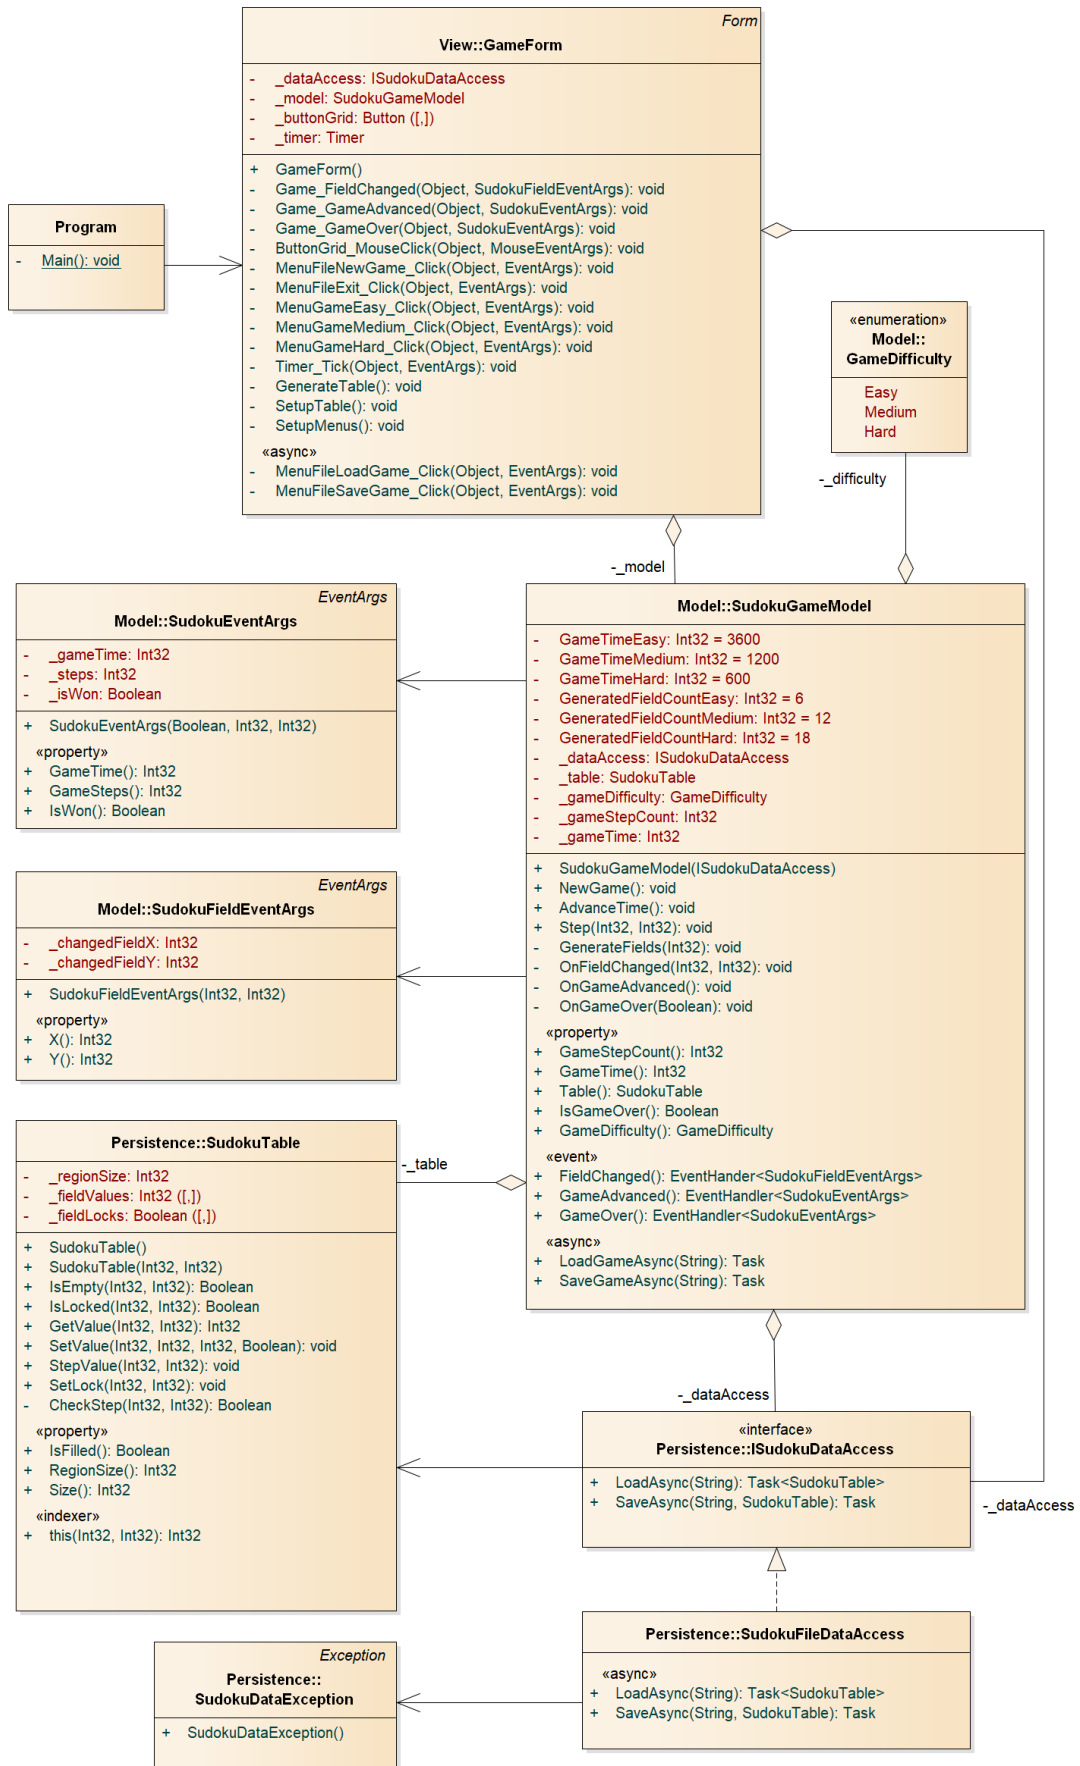 Form
View::GameForm
- _dataAccess: ISudokuDataAccess
- _model: SudokuGameModel
- _buttonGrid: Button ([,])
- _timer: Timer
+ GameForm()
- Game_FieldChanged(Object, SudokuFieldEventArgs): void
- Game_GameAdvanced(Object, SudokuEventArgs): void
- Game_GameOver(Object, SudokuEventArgs): void
- ButtonGrid_MouseClick(Object, MouseEventArgs): void
- MenuFileNewGame_Click(Object, EventArgs): void
- MenuFileExit_Click(Object, EventArgs): void
- MenuGameEasy_Click(Object, EventArgs): void
- MenuGameMedium_Click(Object, EventArgs): void
- MenuGameHard_Click(Object, EventArgs): void
- Timer_Tick(Object, EventArgs): void
- GenerateTable(): void
- SetupTable(): void
- SetupMenus(): void
«async»
- MenuFileLoadGame_Click(Object, EventArgs): void
- MenuFileSaveGame_Click(Object, EventArgs): void
Program
- Main(): void
«enumeration»
Model::
GameDifficulty
Easy
Medium
Hard
-_difficulty
-_model
EventArgs
Model::SudokuEventArgs
- _gameTime: Int32
- _steps: Int32
- _isWon: Boolean
+ SudokuEventArgs(Boolean, Int32, Int32)
«property»
+ GameTime(): Int32
+ GameSteps(): Int32
+ IsWon(): Boolean
Model::SudokuGameModel
- GameTimeEasy: Int32 = 3600
- GameTimeMedium: Int32 = 1200
- GameTimeHard: Int32 = 600
- GeneratedFieldCountEasy: Int32 = 6
- GeneratedFieldCountMedium: Int32 = 12
- GeneratedFieldCountHard: Int32 = 18
- _dataAccess: ISudokuDataAccess
- _table: SudokuTable
- _gameDifficulty: GameDifficulty
- _gameStepCount: Int32
- _gameTime: Int32
+ SudokuGameModel(ISudokuDataAccess)
+ NewGame(): void
+ AdvanceTime(): void
+ Step(Int32, Int32): void
- GenerateFields(Int32): void
- OnFieldChanged(Int32, Int32): void
- OnGameAdvanced(): void
- OnGameOver(Boolean): void
«property»
+ GameStepCount(): Int32
+ GameTime(): Int32
+ Table(): SudokuTable
+ IsGameOver(): Boolean
+ GameDifficulty(): GameDifficulty
«event»
+ FieldChanged(): EventHander<SudokuFieldEventArgs>
+ GameAdvanced(): EventHandler<SudokuEventArgs>
+ GameOver(): EventHandler<SudokuEventArgs>
«async»
+ LoadGameAsync(String): Task
+ SaveGameAsync(String): Task
EventArgs
Model::SudokuFieldEventArgs
- _changedFieldX: Int32
- _changedFieldY: Int32
+ SudokuFieldEventArgs(Int32, Int32)
«property»
+ X(): Int32
+ Y(): Int32
Persistence::SudokuTable
- _regionSize: Int32
- _fieldValues: Int32 ([,])
- _fieldLocks: Boolean ([,])
+ SudokuTable()
+ SudokuTable(Int32, Int32)
+ IsEmpty(Int32, Int32): Boolean
+ IsLocked(Int32, Int32): Boolean
+ GetValue(Int32, Int32): Int32
+ SetValue(Int32, Int32, Int32, Boolean): void
+ StepValue(Int32, Int32): void
+ SetLock(Int32, Int32): void
- CheckStep(Int32, Int32): Boolean
«property»
+ IsFilled(): Boolean
+ RegionSize(): Int32
+ Size(): Int32
«indexer»
+ this(Int32, Int32): Int32
-_table
-_dataAccess
«interface»
Persistence::ISudokuDataAccess
+ LoadAsync(String): Task<SudokuTable>
+ SaveAsync(String, SudokuTable): Task
-_dataAccess
Persistence::SudokuFileDataAccess
«async»
+ LoadAsync(String): Task<SudokuTable>
+ SaveAsync(String, SudokuTable): Task
Exception
Persistence::
SudokuDataException
+ SudokuDataException()